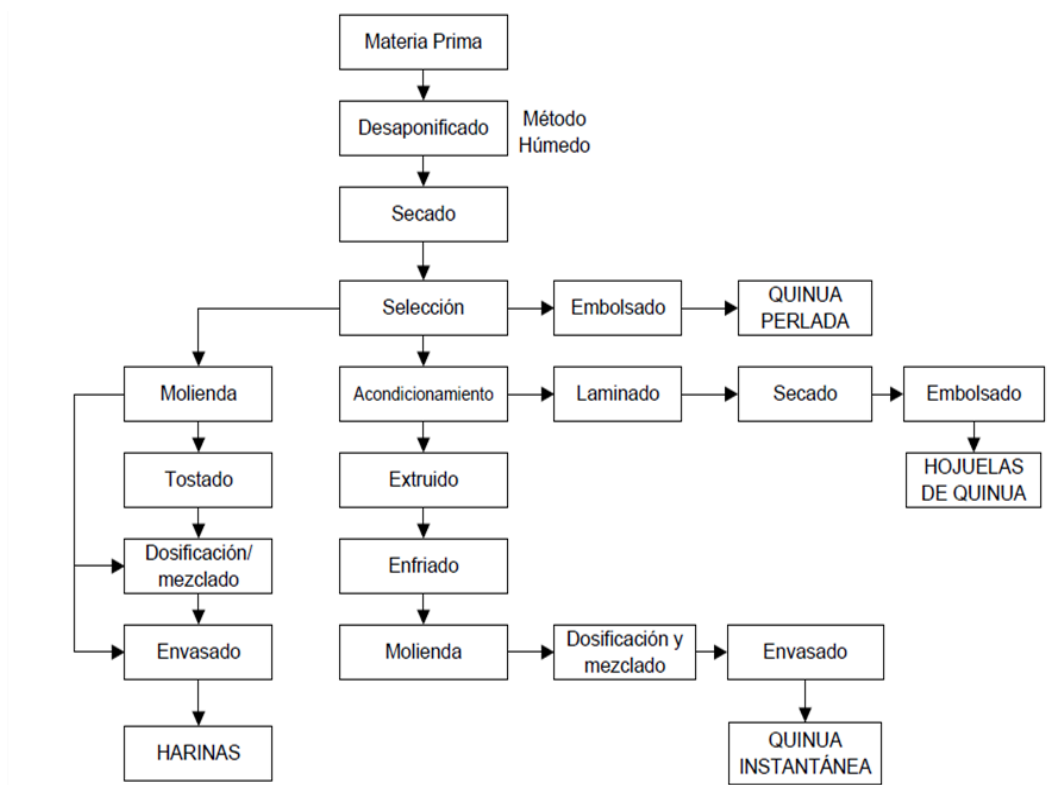 Materia Prima
Desaponificado
Método
Húmedo
Secado
Selección
Embolsado
QUINUA
PERLADA
Molienda
Acondicionamiento
Laminado
Secado
Embolsado
Tostado
Extruido
HOJUELAS
DE QUINUA
Dosificación/
mezclado
Enfriado
Envasado
Molienda
Dosificación y
mezclado
Envasado
HARINAS
QUINUA
INSTANTÁNEA